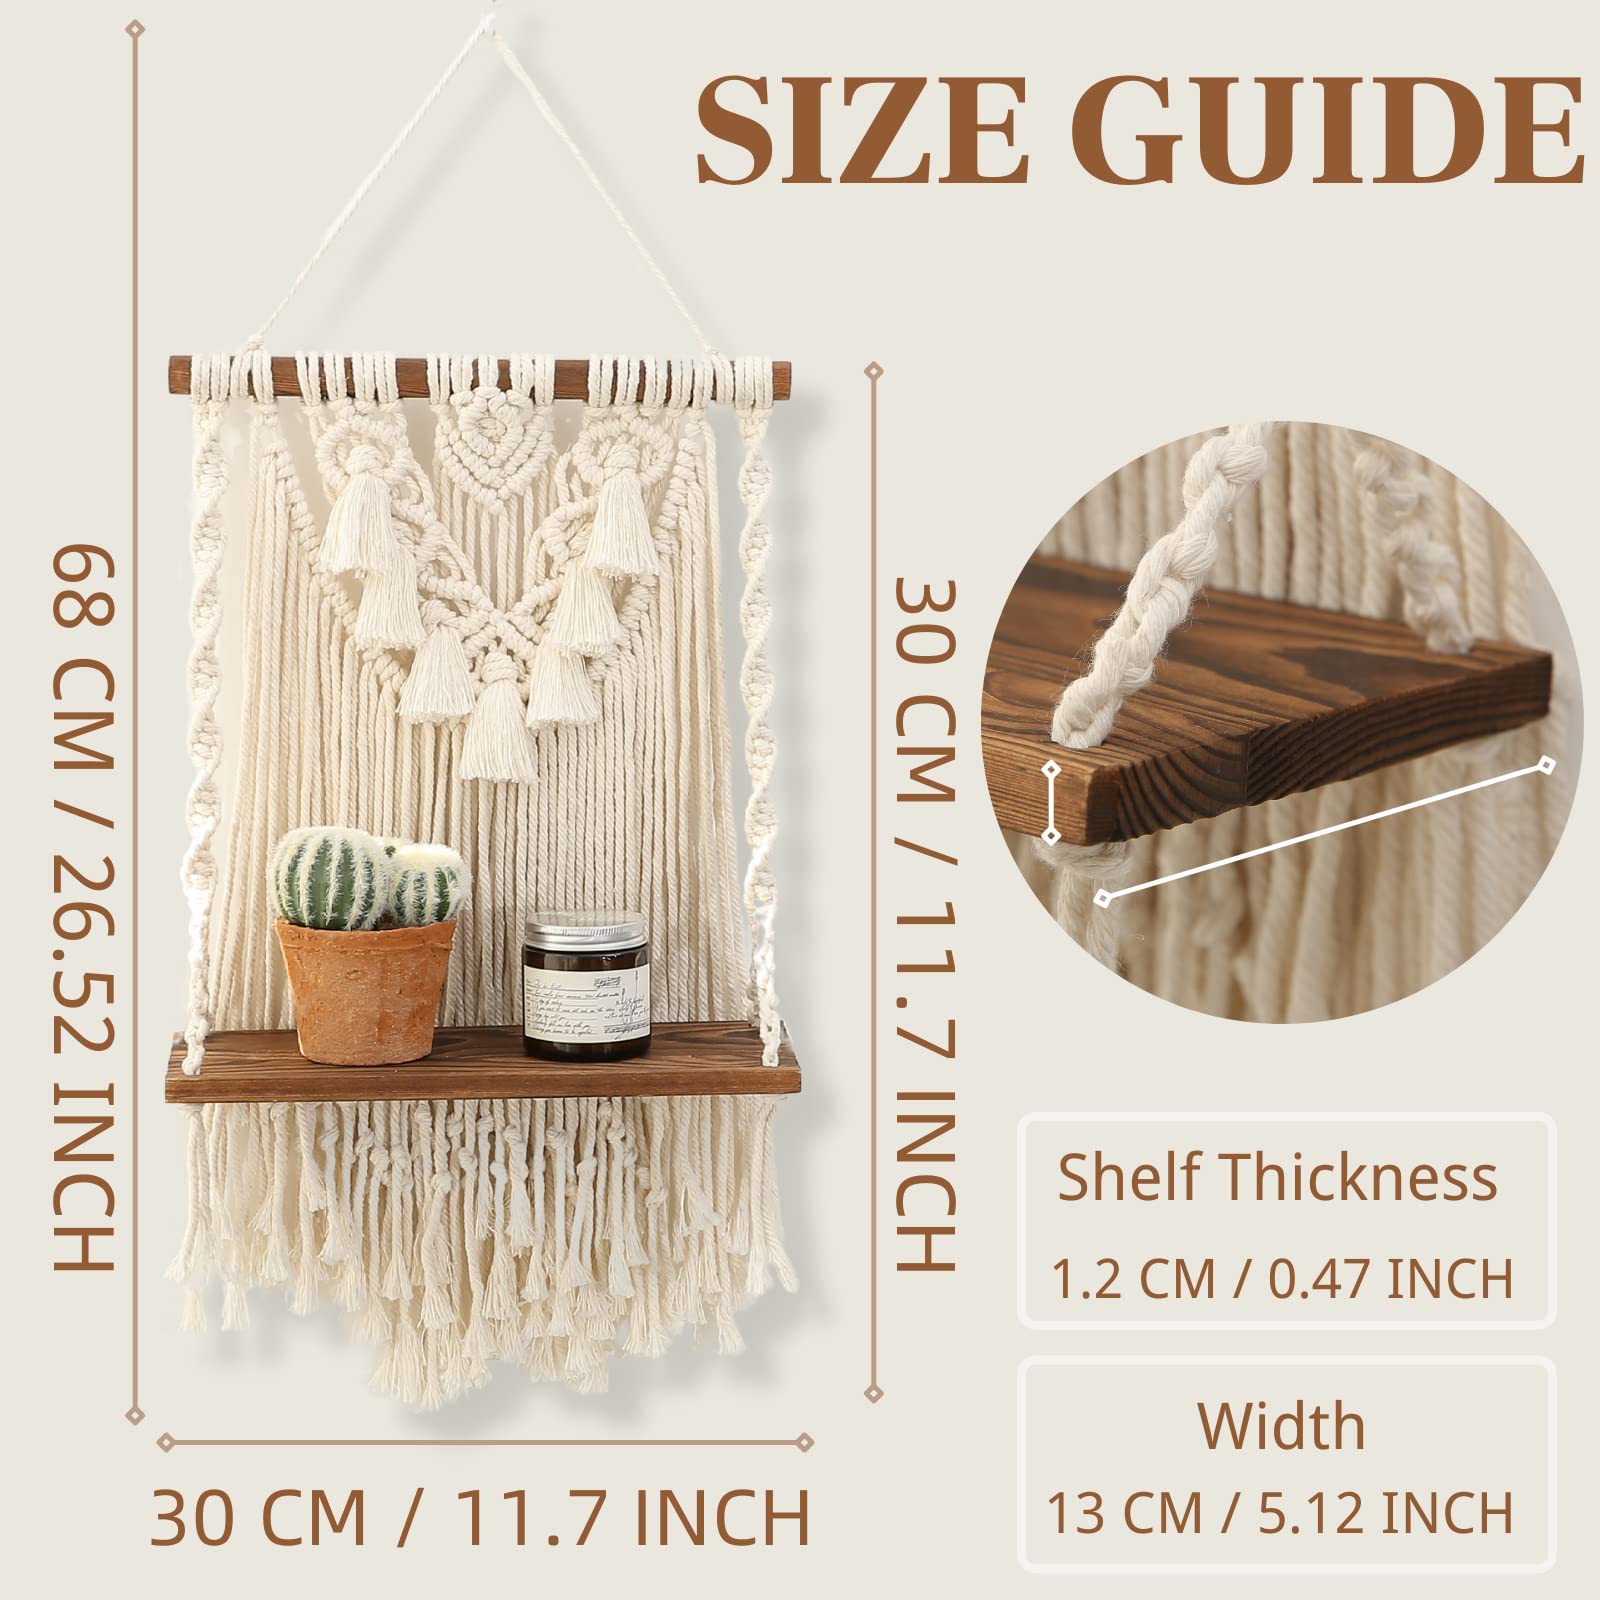 SIZE GUIDE
68 CM / 26.52 INCH
30 CM / 11.7 INCH
30 CM / 11.7 INCH
Shelf Thickness
1.2 CM / 0.47 INCH
Width
13 CM / 5.12 INCH